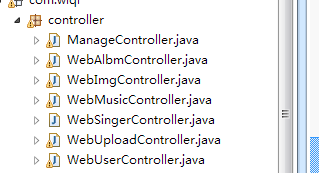 com.wiqi
controller
ManageController.java
WebAlbmController.java
WebImgController.java
WebMusicController.java
WebSingerController.java
WebUploadController.java
WebUserController.java